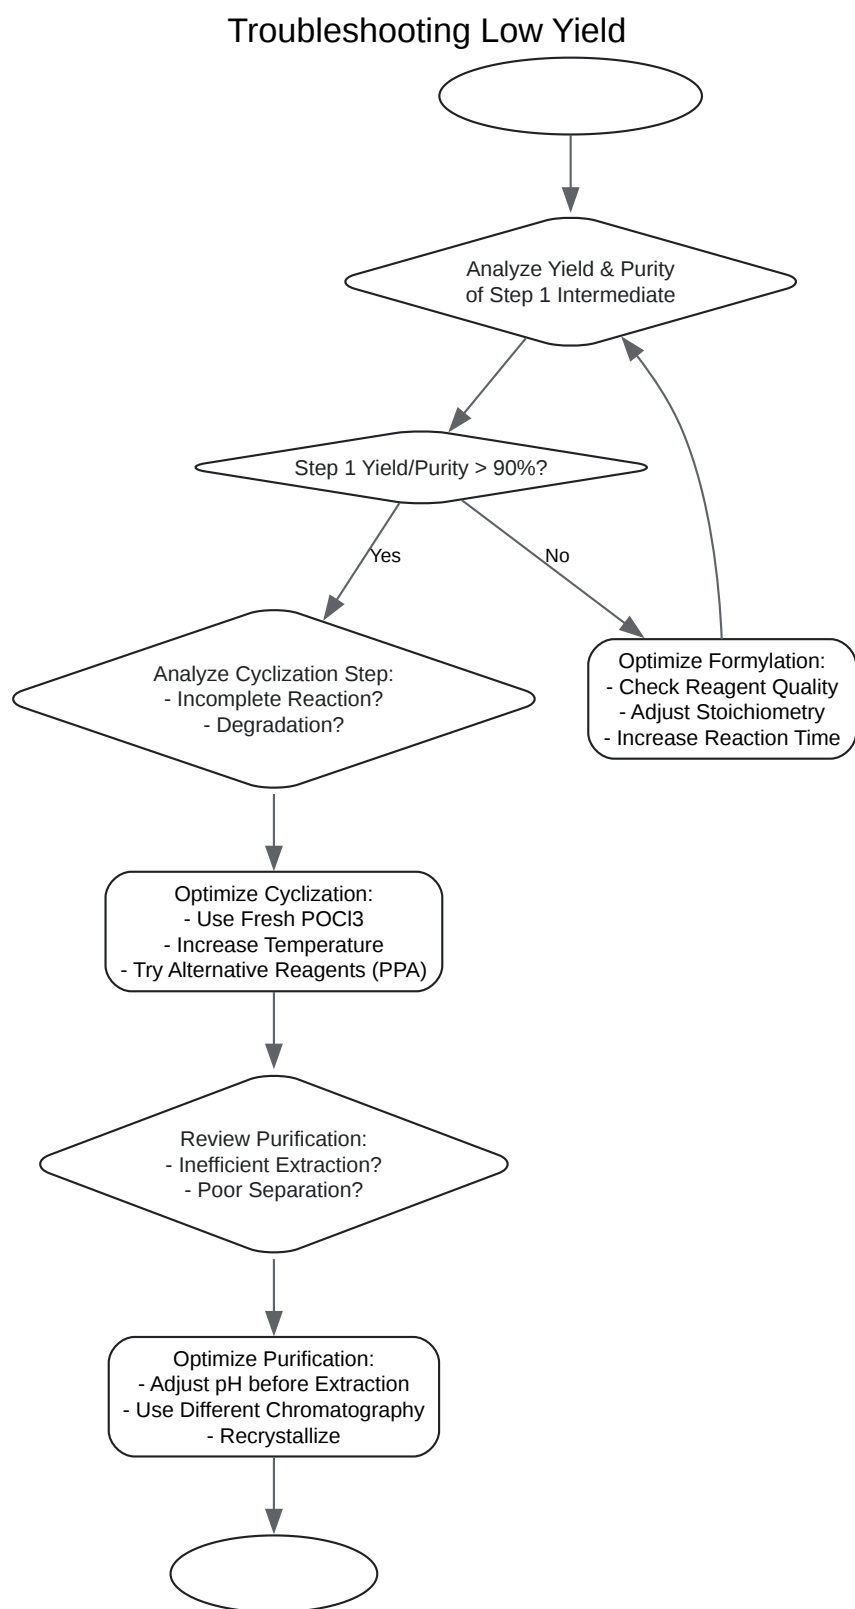 Troubleshooting Low Yield
Analyze Yield & Purity
of Step 1 Intermediate
Step 1 Yield/Purity > 90%?
Yes
No
Analyze Cyclization Step:
- Incomplete Reaction?
- Degradation?
Optimize Formylation:
- Check Reagent Quality
- Adjust Stoichiometry
- Increase Reaction Time
Optimize Cyclization:
- Use Fresh POCl3
- Increase Temperature
- Try Alternative Reagents (PPA)
Review Purification:
- Inefficient Extraction?
- Poor Separation?
Optimize Purification:
- Adjust pH before Extraction
- Use Different Chromatography
- Recrystallize